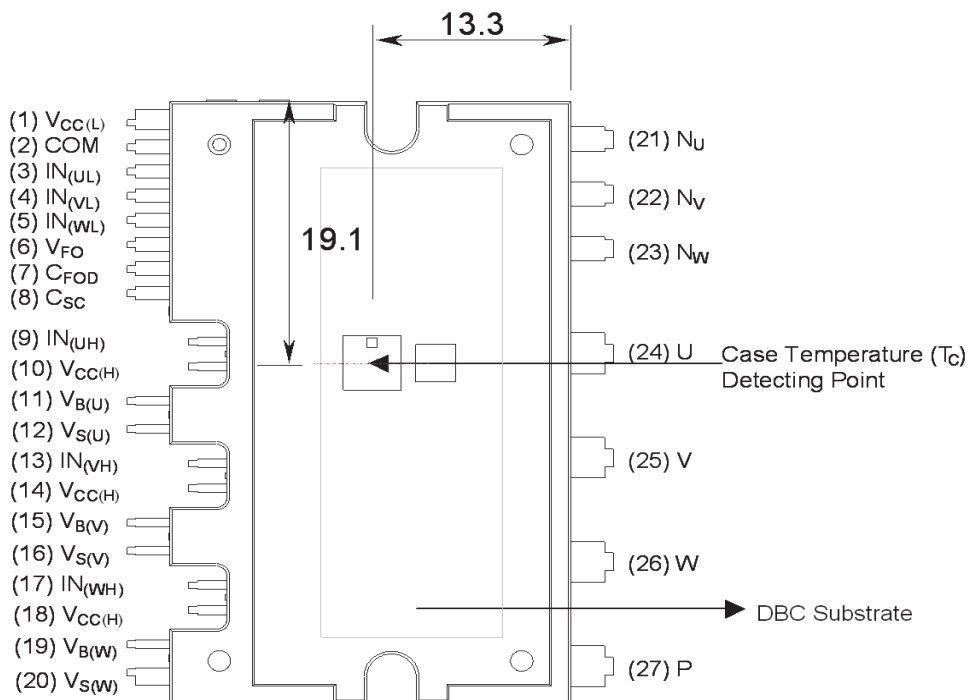 13.3
19.1
(1) VCC(L)
(2) COM
(3) IN(UL)
(4) IN(VL)
(5) IN(WL)
(6) VFO
(7) CFOD
(8) CSC
(9) IN(UH)
(10) VCC(H)
(11) VB(U)
(12) VS(U)
(13) IN(VH)
(14) VCC(H)
(15) VB(V)
(16) VS(V)
(17) IN(WH)
(18) VCC(H)
(19) VB(W)
(20) VS(W)
(21) NU
(22) NV
(23) NW
(24) U
Case Temperature (TC)
Detecting Point
(25) V
(26) W
DBC Substrate
(27) P